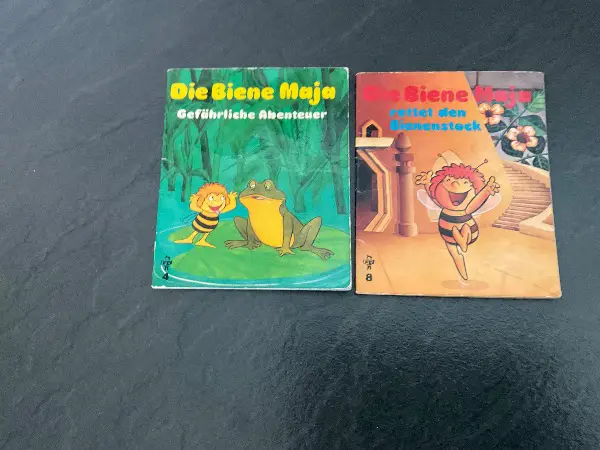 Die Biene Maja
Gefährliche Abenteuer
4
Die Biene Maja
rettet den
Bienenstock
8